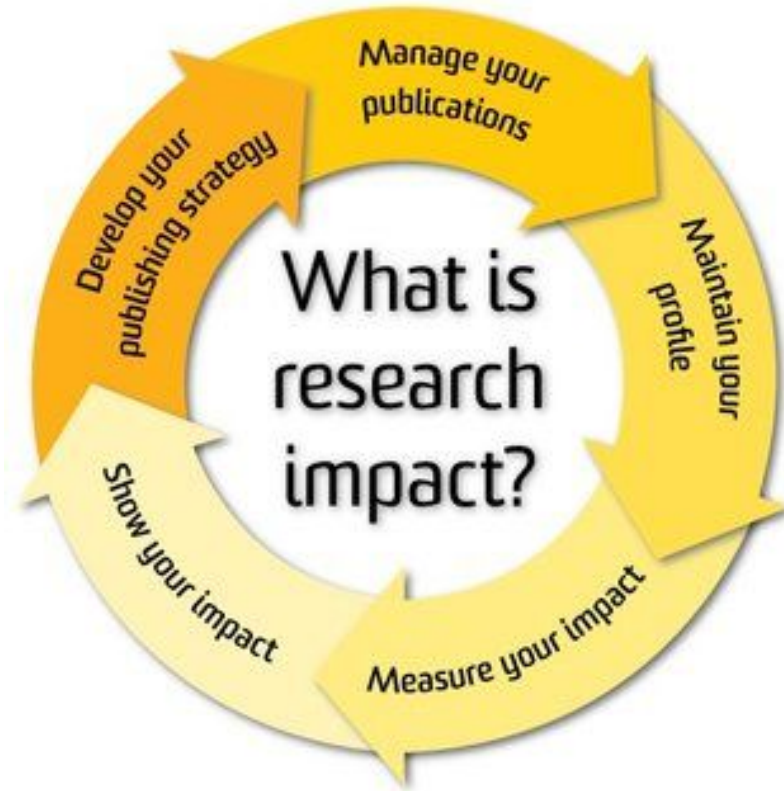 What is
research
impact?
Manage your
publications
Maintain your
profile
Measure your impact
Show your impact
Develop your
publishing strategy